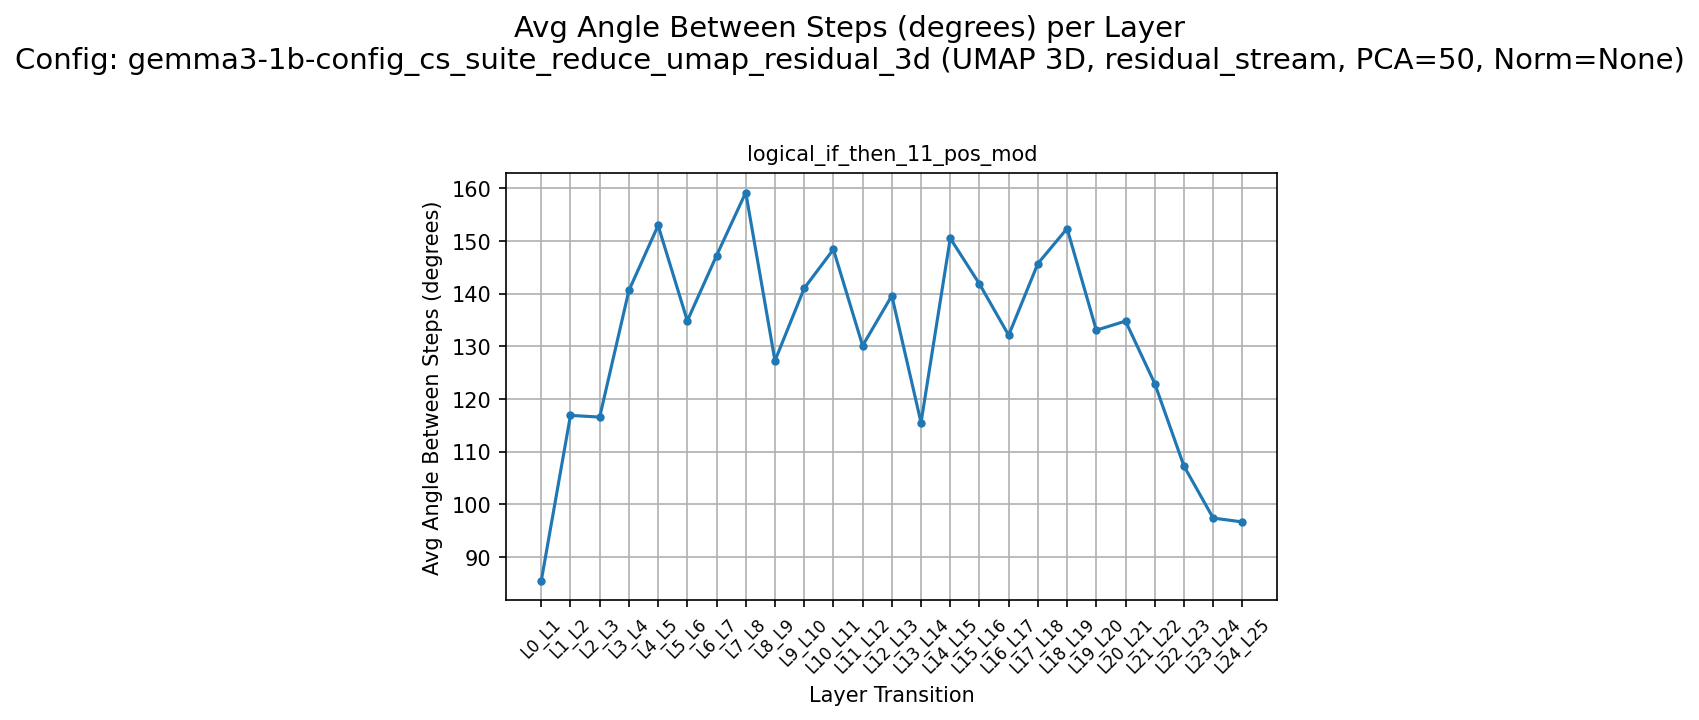 Avg Angle Between Steps (degrees) per Layer
Config: gemma3-1b-config_cs_suite_reduce_umap_residual_3d (UMAP 3D, residual_stream, PCA=50, Norm=None)
logical_if_then_11_pos_mod
Avg Angle Between Steps (degrees)
160
150
140
130
120
110
100
90
L0_L1
L1_L2
L2_L3
L3_L4
L4_L5
L5_L6
L6_L7
L7_L8
L8_L9
L9_L10
L10_L11
L11_L12
L12_L13
L13_L14
L14_L15
L15_L16
L16_L17
L17_L18
L18_L19
L19_L20
L20_L21
L21_L22
L22_L23
L23_L24
L24_L25
Layer Transition